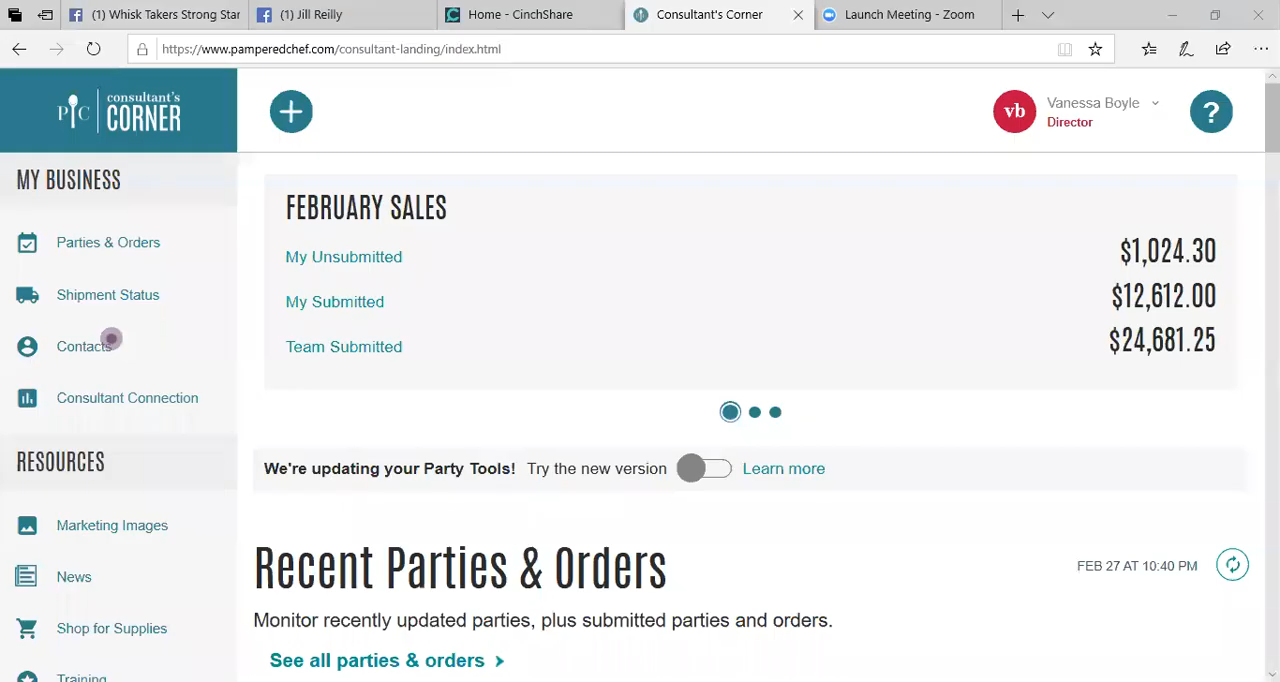 (1) Whisk Takers Strong Star
(1) Jill Reilly
Home - CinchShare
Consultant's Corner
Launch Meeting - Zoom
https://www.pamperedchef.com/consultant-landing/index.html
PC consultant's CORNER
vb
Vanessa Boyle
Director
?
MY BUSINESS
Parties & Orders
Shipment Status
Contacts
Consultant Connection
RESOURCES
Marketing Images
News
Shop for Supplies
Training
FEBRUARY SALES
My Unsubmitted $1,024.30
My Submitted $12,612.00
Team Submitted $24,681.25
We're updating your Party Tools! Try the new version Learn more
Recent Parties & Orders
FEB 27 AT 10:40 PM
Monitor recently updated parties, plus submitted parties and orders.
See all parties & orders >